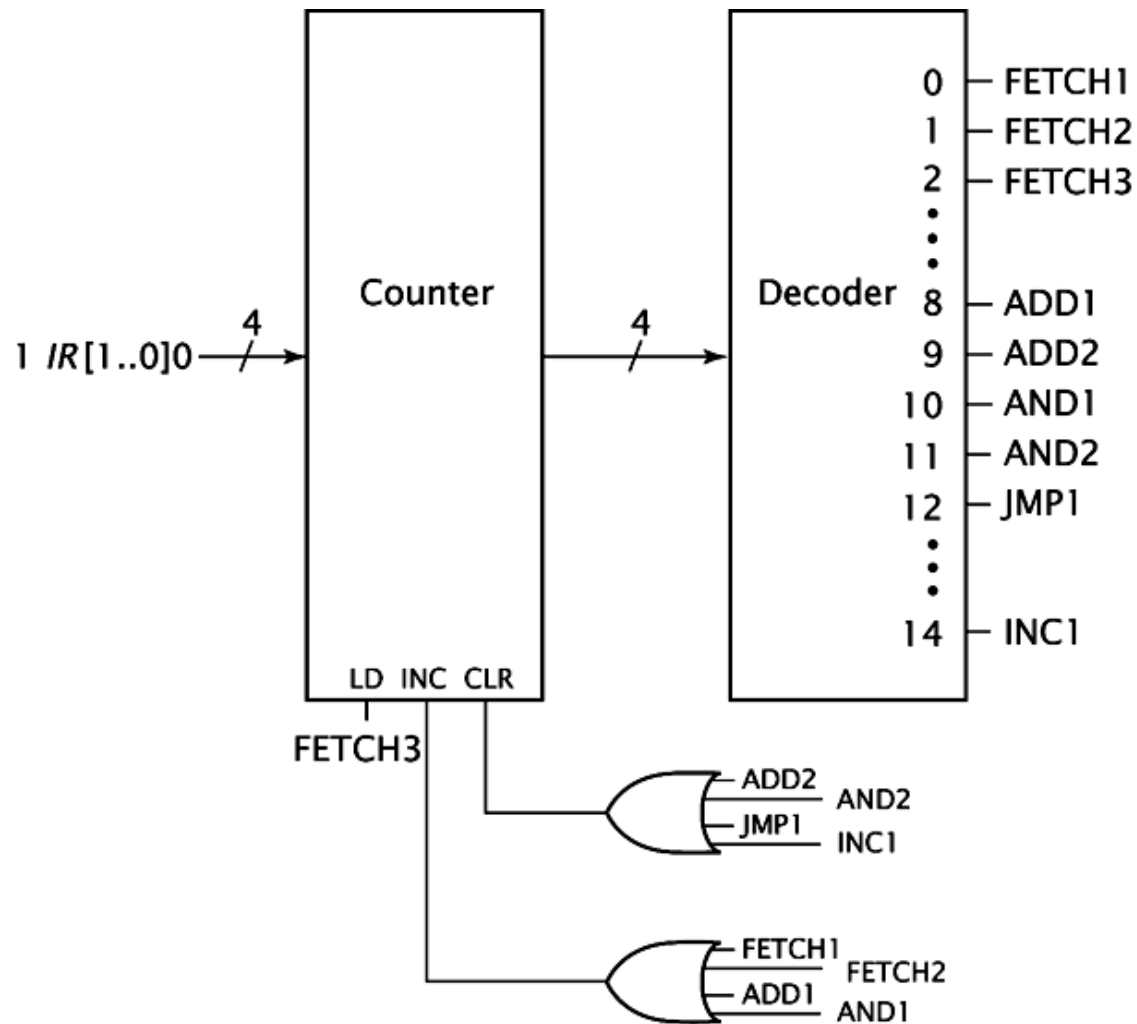 0 FETCH1
1 FETCH2
2 FETCH3
Counter
Decoder
8 ADD1
4
4
1 IR[1..0]0
9 ADD2
10 AND1
11 AND2
12 JMP1
14 INC1
LD INC CLR
FETCH3
ADD2
AND2
JMP1
INC1
FETCH1
FETCH2
ADD1
AND1